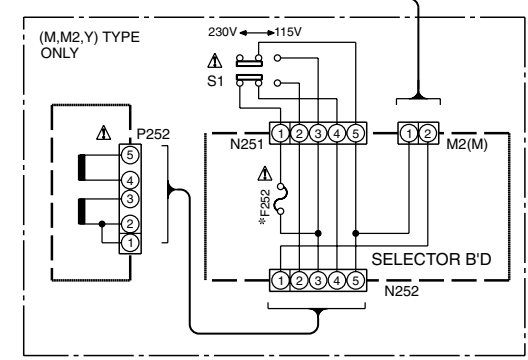 (M,M2,Y) TYPE
ONLY
230V
115V
S1
P252
5
4
3
2
1
N251
1 2 3 4 5
1 2
M2(M)
*F252
SELECTOR B'D
1 2 3 4 5
N252